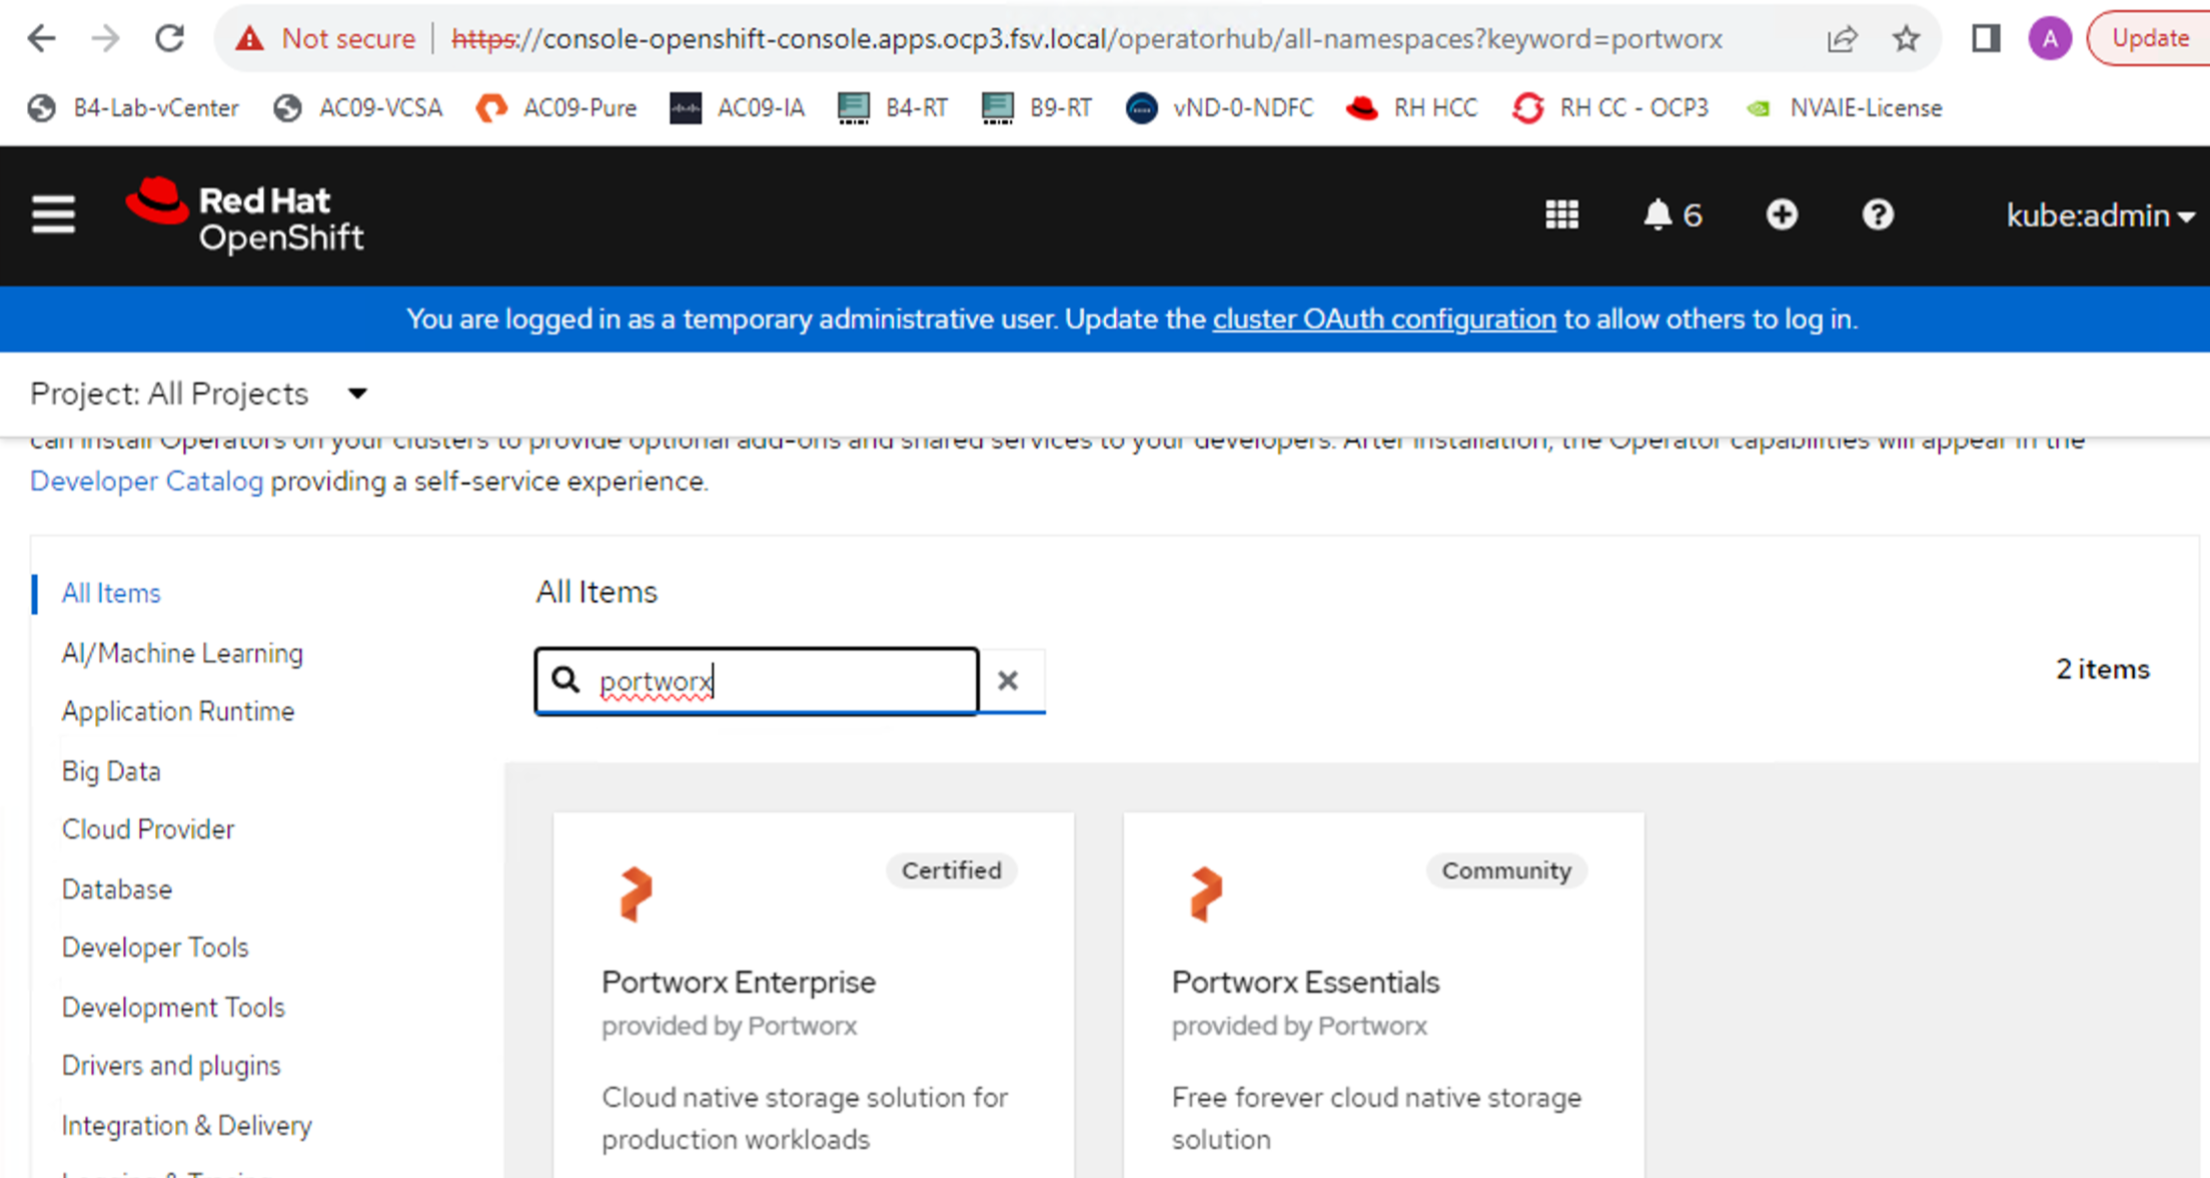 Not secure | https://console-openshift-console.apps.ocp3.fsv.local/operatorhub/all-namespaces?keyword=portworx A Update
B4-Lab-vCenter AC09-VCSA AC09-Pure AC09-IA B4-RT B9-RT vND-0-NDFC RH HCC RH CC - OCP3 NVAIE-License
Red Hat
OpenShift
6 kube:admin
You are logged in as a temporary administrative user. Update the cluster OAuth configuration to allow others to log in.
Project: All Projects
can install Operators on your clusters to provide optional add-ons and shared services to your developers. After installation, the Operator capabilities will appear in the
Developer Catalog providing a self-service experience.
All Items
AI/Machine Learning
Application Runtime
Big Data
Cloud Provider
Database
Developer Tools
Development Tools
Drivers and plugins
Integration & Delivery
All Items
portworx
2 items
Certified
Portworx Enterprise
provided by Portworx
Cloud native storage solution for
production workloads
Community
Portworx Essentials
provided by Portworx
Free forever cloud native storage
solution